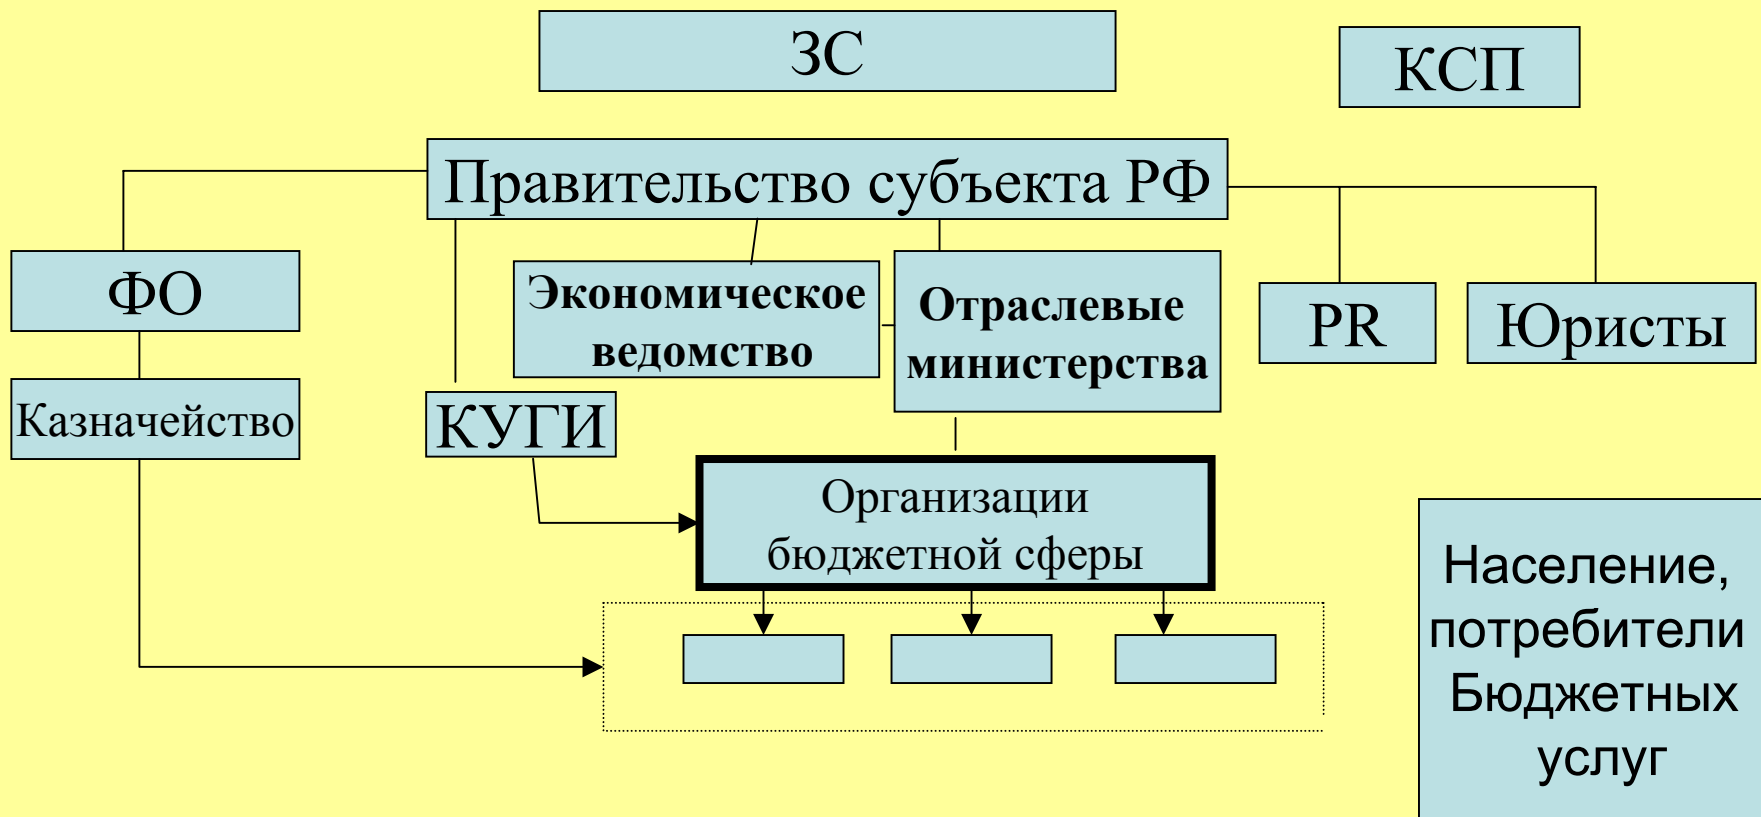 ЗС
КСП
Правительство субъекта РФ
ФО
Экономическое
ведомство
Отраслевые
министерства
PR
Юристы
Казначейство
КУГИ
Организации
бюджетной сферы
Население,
потребители
Бюджетных
услуг